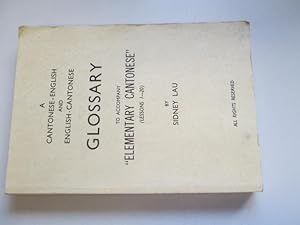 A
CANTONESE-ENGLISH
AND
ENGLISH-CANTONESE
GLOSSARY
TO ACCOMPANY
"ELEMENTARY CANTONESE"
(LESSONS 1-20)
BY
SIDNEY LAU
ALL RIGHTS RESERVED